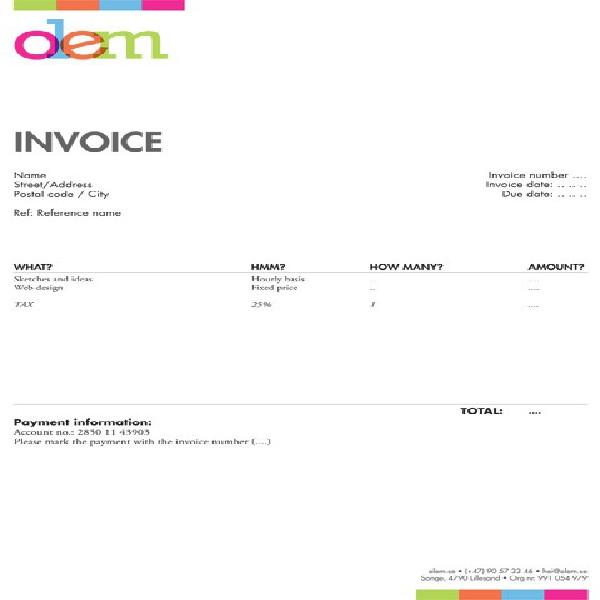 olem
INVOICE
Name
Street/Address
Postal code / City
Invoice number ....
Invoice date: .. .. ..
Due date: .. .. ..
Ref: Reference name
WHAT? HMM? HOW MANY? AMOUNT?
Sketches and ideas Hourly basis .. ....
Web design Fixed price .. ....
TAX 25% 1 ....
TOTAL: ....
Payment information:
Account no.: 2850 11 43905
Please mark the payment with the invoice number (....)
olem.se • (+47) 90 57 33 46 • hei@olem.se
Songe, 4790 Lillesand • Org nr. 991 054 979